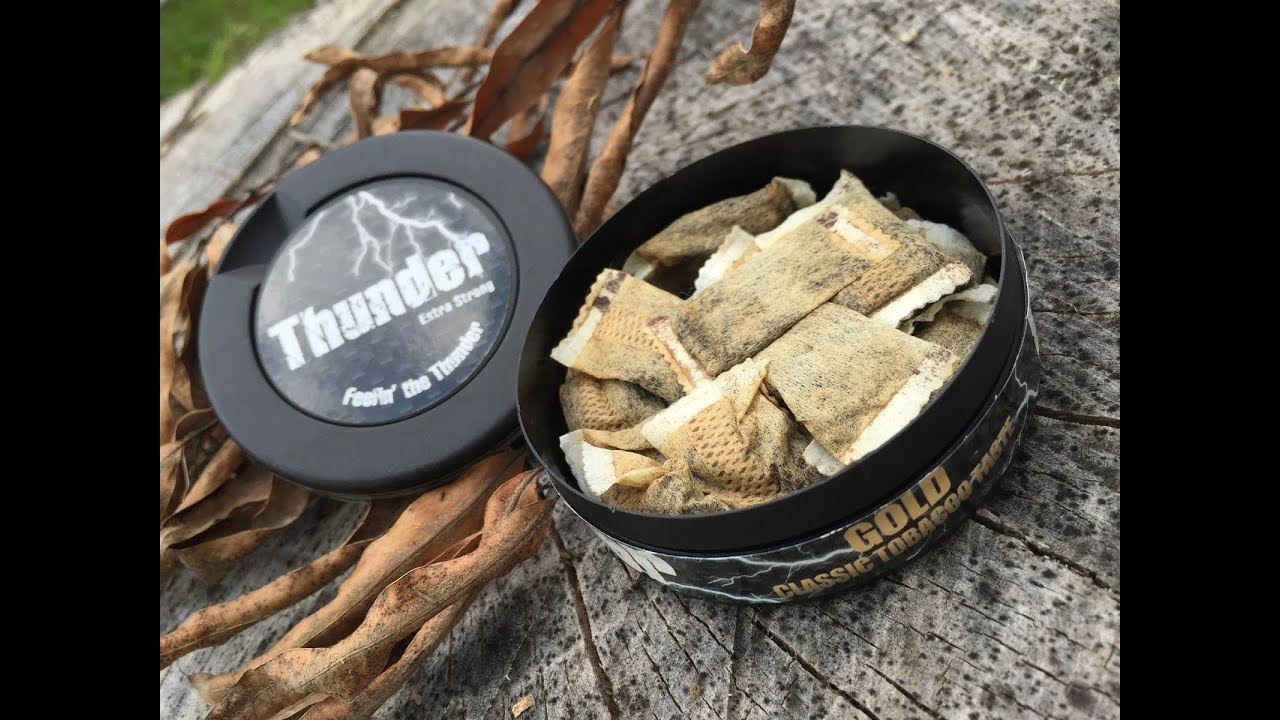 Thunder
Extra Strong
Feelin' the Thunder
GOLD
CLASSIC TOBACCO TASTE